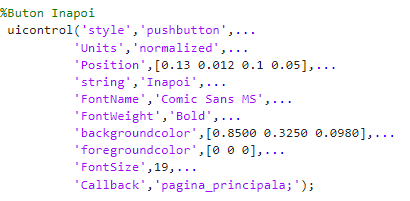 %Buton Inapoi
uicontrol('style','pushbutton',...
'Units','normalized',...
'Position',[0.13 0.012 0.1 0.05],...
'string','Inapoi',...
'FontName','Comic Sans MS',...
'FontWeight','Bold',...
'backgroundcolor',[0.8500 0.3250 0.0980],...
'foregroundcolor',[0 0 0],...
'FontSize',19,...
'Callback','pagina_principala;');